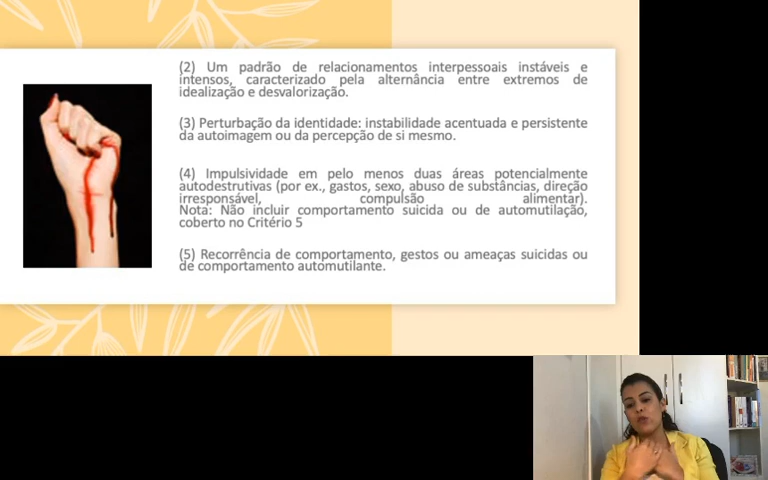 (2) Um padrão de relacionamentos interpessoais instáveis e
intensos, caracterizado pela alternância entre extremos de
idealização e desvalorização.
(3) Perturbação da identidade: instabilidade acentuada e persistente
da autoimagem ou da percepção de si mesmo.
(4) Impulsividade em pelo menos duas áreas potencialmente
autodestrutivas (por ex., gastos, sexo, abuso de substâncias, direção
irresponsável, compulsão alimentar).
Nota: Não incluir comportamento suicida ou de automutilação,
coberto no Critério 5
(5) Recorrência de comportamento, gestos ou ameaças suicidas ou
de comportamento automutilante.